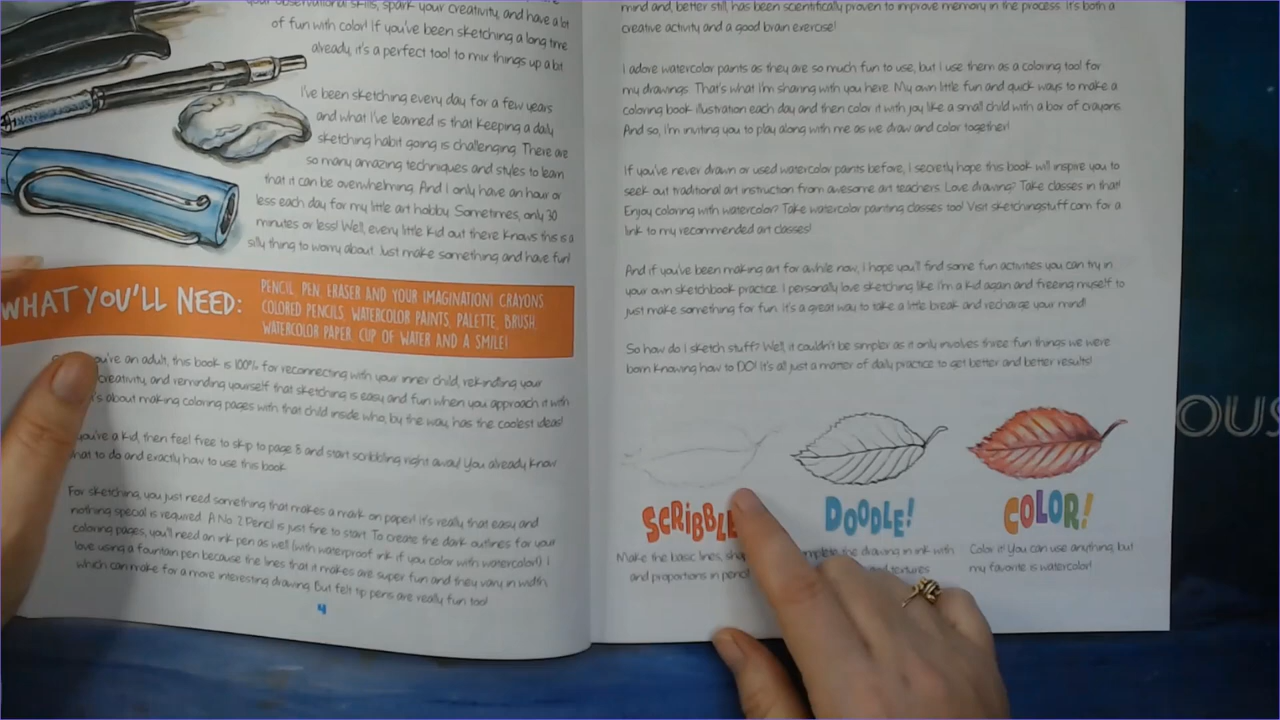 your observational skills, spark your creativity, and have a lot
of fun with color! If you've been sketching a long time
already, it's a perfect tool to mix things up a bit.
I've been sketching every day for a few years
and what I've learned is that keeping a daily
sketching habit going is challenging. There are
so many amazing techniques and styles to learn
that it can be overwhelming. And I only have an hour or
less each day for my little art hobby. Sometimes, only 30
minutes or less! Well, every little kid out there knows this is a
silly thing to worry about. Just make something and have fun!
WHAT YOU'LL NEED:
PENCIL, PEN, ERASER AND YOUR IMAGINATION! CRAYONS
COLORED PENCILS, WATERCOLOR PAINTS, PALETTE, BRUSH,
WATERCOLOR PAPER, CUP OF WATER AND A SMILE!
you're an adult, this book is 100% for reconnecting with your inner child, rekindling your
creativity, and reminding yourself that sketching is easy and fun when you approach it with
about making coloring pages with that child inside who, by the way, has the coolest ideas!
you're a kid, then feel free to skip to page 8 and start scribbling right away! You already know
what to do and exactly how to use this book.
For sketching, you just need something that makes a mark on paper! It's really that easy and
nothing special is required. A No. 2 Pencil is just fine to start. To create the dark outlines for your
coloring pages, you'll need an ink pen as well (with waterproof ink if you color with watercolor!) I
love using a fountain pen because the lines that it makes are super fun and they vary in width
which can make for a more interesting drawing. But felt tip pens are really fun too!
4
mind and, better still, has been scientifically proven to improve memory in the process. It's both a
creative activity and a good brain exercise!
I adore watercolor paints as they are so much fun to use, but I use them as a coloring tool for
my drawings. That's what I'm sharing with you here. My own little fun and quick ways to make a
coloring book illustration each day and then color it with joy like a small child with a box of crayons.
And so, I'm inviting you to play along with me as we draw and color together!
If you've never drawn or used watercolor paints before, I secretly hope this book will inspire you to
seek out traditional art instruction from awesome art teachers. Love drawing? Take classes in that!
Enjoy coloring with watercolor? Take watercolor painting classes too! Visit sketchingstuff.com for a
link to my recommended art classes!
And if you've been making art for awhile now, I hope you'll find some fun activities you can try in
your own sketchbook practice. I personally love sketching like I'm a kid again and freeing myself to
just make something for fun. It's a great way to take a little break and recharge your mind!
So how do I sketch stuff? Well, it couldn't be simpler as it only involves three fun things we were
born knowing how to DO! It's all just a matter of daily practice to get better and better results!
SCRIBBLE
DOODLE!
COLOR!
Make the basic lines,
and proportions in pencil
the drawing in ink with
textures
Color it! You can use anything, but
my favorite is watercolor!
OUS